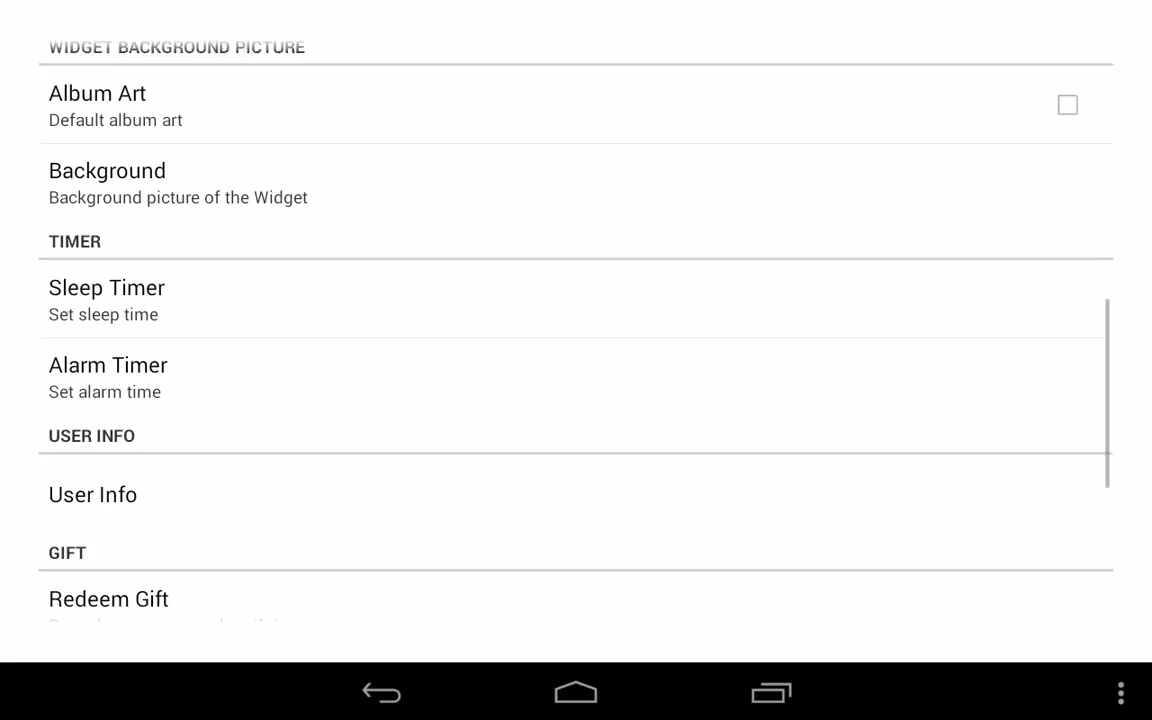 WIDGET BACKGROUND PICTURE
Album Art
Default album art
Background
Background picture of the Widget
TIMER
Sleep Timer
Set sleep time
Alarm Timer
Set alarm time
USER INFO
User Info
GIFT
Redeem Gift